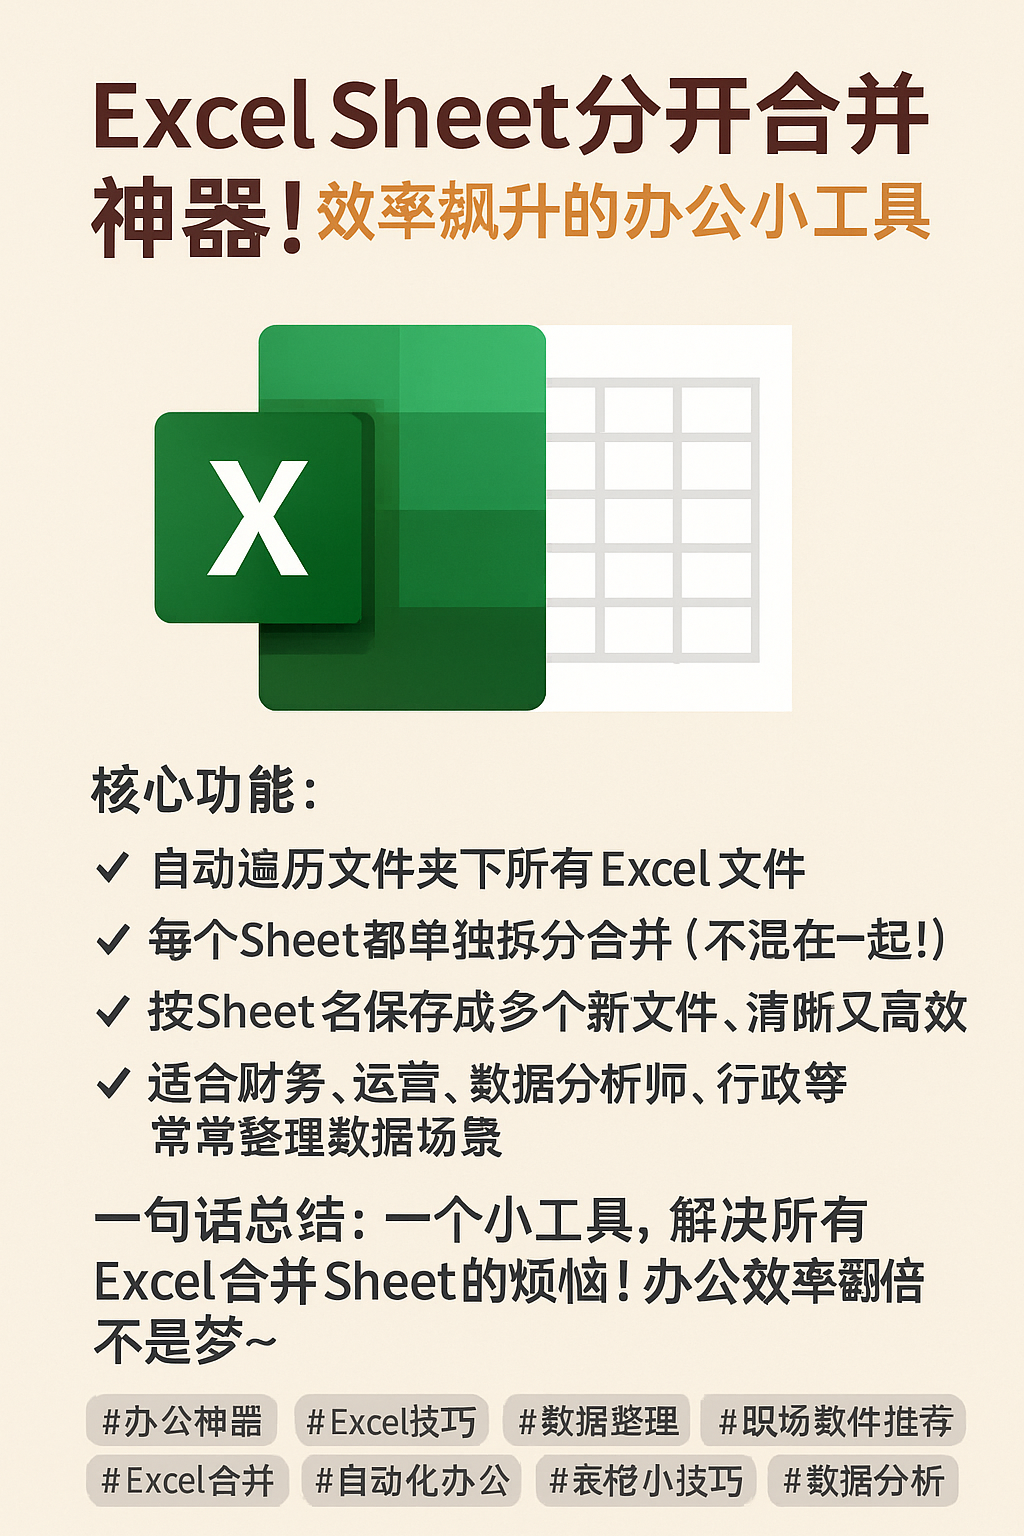 Excel Sheet分开合并
神器！效率飙升的办公小工具
X
核心功能：
✓ 自动遍历文件夹下所有Excel文件
✓ 每个Sheet都单独拆分合并（不混在一起！）
✓ 按Sheet名保存成多个新文件、清晰又高效
✓ 适合财务、运营、数据分析师、行政等
常常整理数据场景
一句话总结：一个小工具，解决所有
Excel合并Sheet的烦恼！办公效率翻倍
不是梦~
#办公神器 #Excel技巧 #数据整理 #职场数件推荐
#Excel合并 #自动化办公 #小技巧 #数据分析